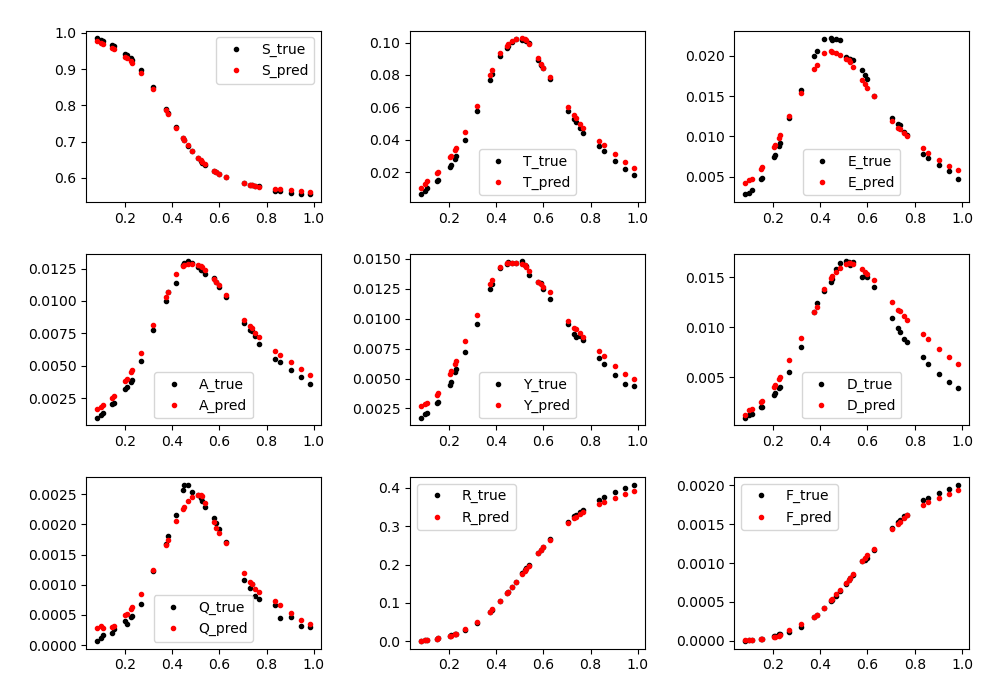 1.0
0.9
0.8
0.7
0.6
S_true
S_pred
0.2 0.4 0.6 0.8 1.0
0.10
0.08
0.06
0.04
0.02
T_true
T_pred
0.2 0.4 0.6 0.8 1.0
0.020
0.015
0.010
0.005
E_true
E_pred
0.2 0.4 0.6 0.8 1.0
0.0125
0.0100
0.0075
0.0050
0.0025
A_true
A_pred
0.2 0.4 0.6 0.8 1.0
0.0150
0.0125
0.0100
0.0075
0.0050
0.0025
Y_true
Y_pred
0.2 0.4 0.6 0.8 1.0
0.015
0.010
0.005
D_true
D_pred
0.2 0.4 0.6 0.8 1.0
0.0025
0.0020
0.0015
0.0010
0.0005
0.0000
Q_true
Q_pred
0.2 0.4 0.6 0.8 1.0
0.4
0.3
0.2
0.1
0.0
R_true
R_pred
0.2 0.4 0.6 0.8 1.0
0.0020
0.0015
0.0010
0.0005
0.0000
F_true
F_pred
0.2 0.4 0.6 0.8 1.0